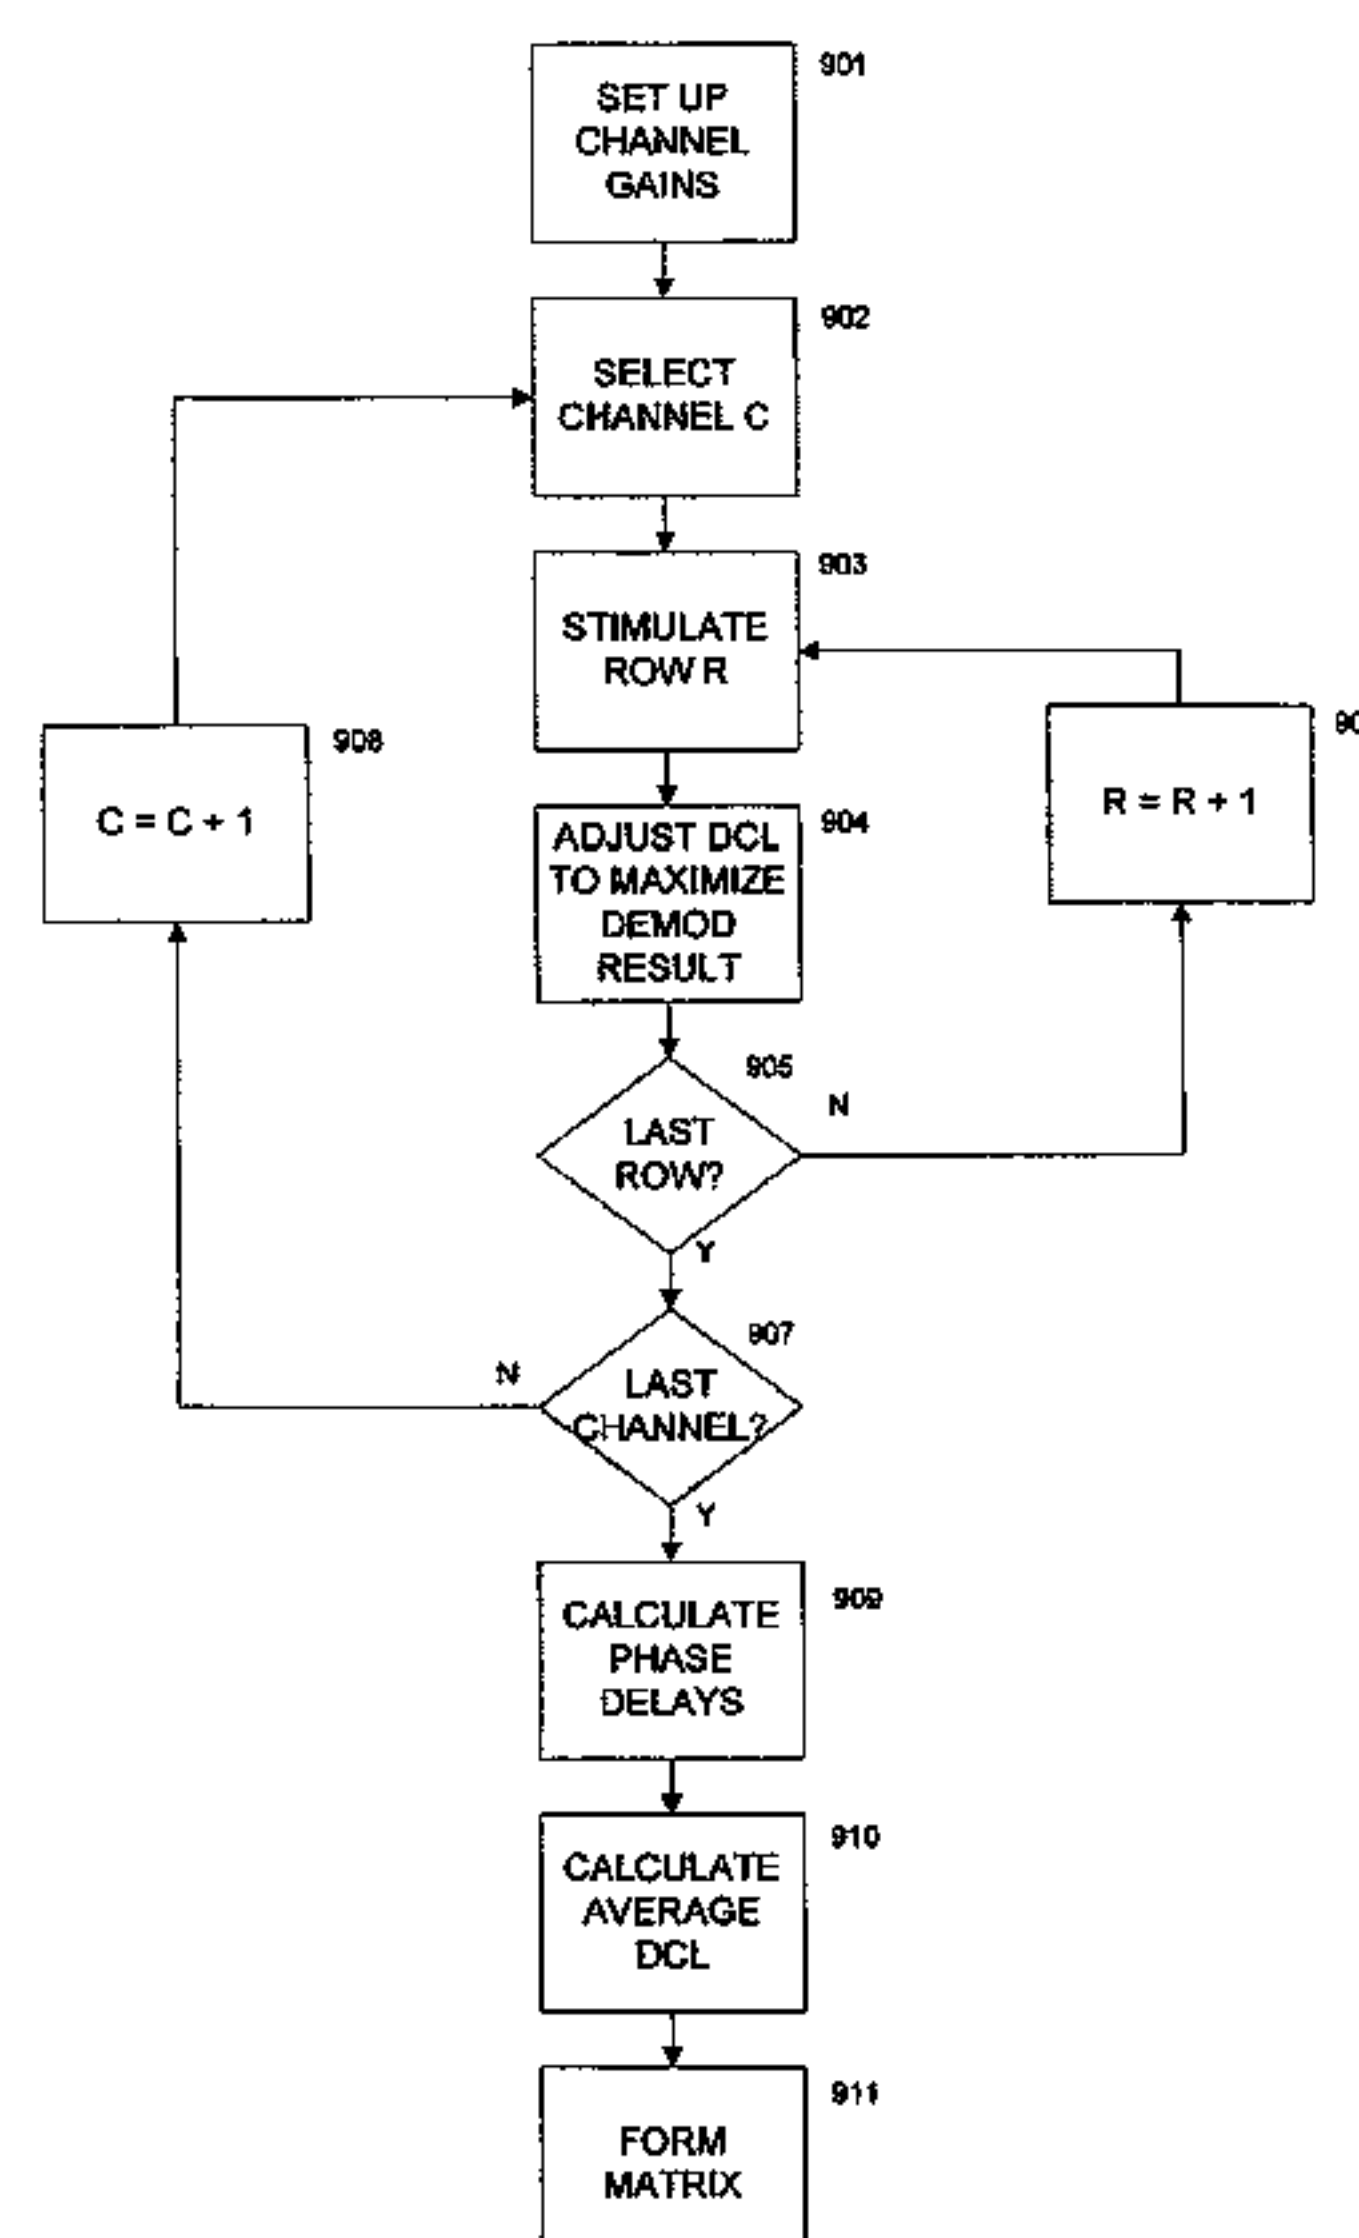 901
SET UP
CHANNEL
GAINS
902
SELECT
CHANNEL C
903
STIMULATE
ROW R
908
C = C + 1
R = R + 1
904
ADJUST DCL
TO MAXIMIZE
DEMOD
RESULT
905
N
LAST
ROW?
Y
907
N
LAST
CHANNEL?
Y
909
CALCULATE
PHASE
DELAYS
910
CALCULATE
AVERAGE
DCL
911
FORM
MATRIX